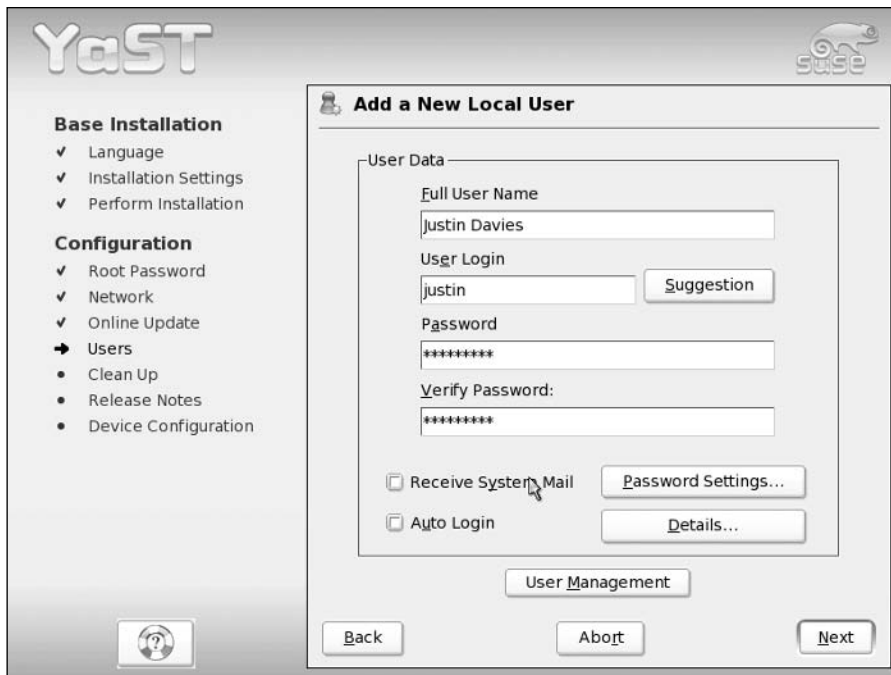 YaST
suse
Base Installation
Language
Installation Settings
Perform Installation
Configuration
Root Password
Network
Online Update
Users
Clean Up
Release Notes
Device Configuration
Add a New Local User
User Data
Full User Name
Justin Davies
User Login
justin
Suggestion
Password
*********
Verify Password:
*********
Receive System Mail
Password Settings...
Auto Login
Details...
User Management
?
Back
Abort
Next